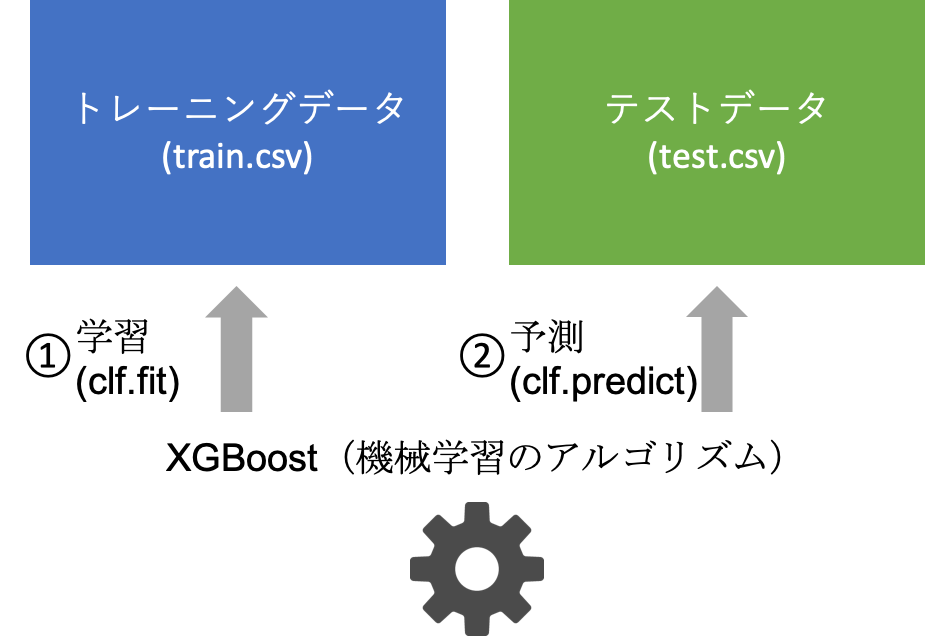 トレーニングデータ
(train.csv)
テストデータ
(test.csv)
① 学習
(clf.fit)
② 予測
(clf.predict)
XGBoost（機械学習のアルゴリズム）